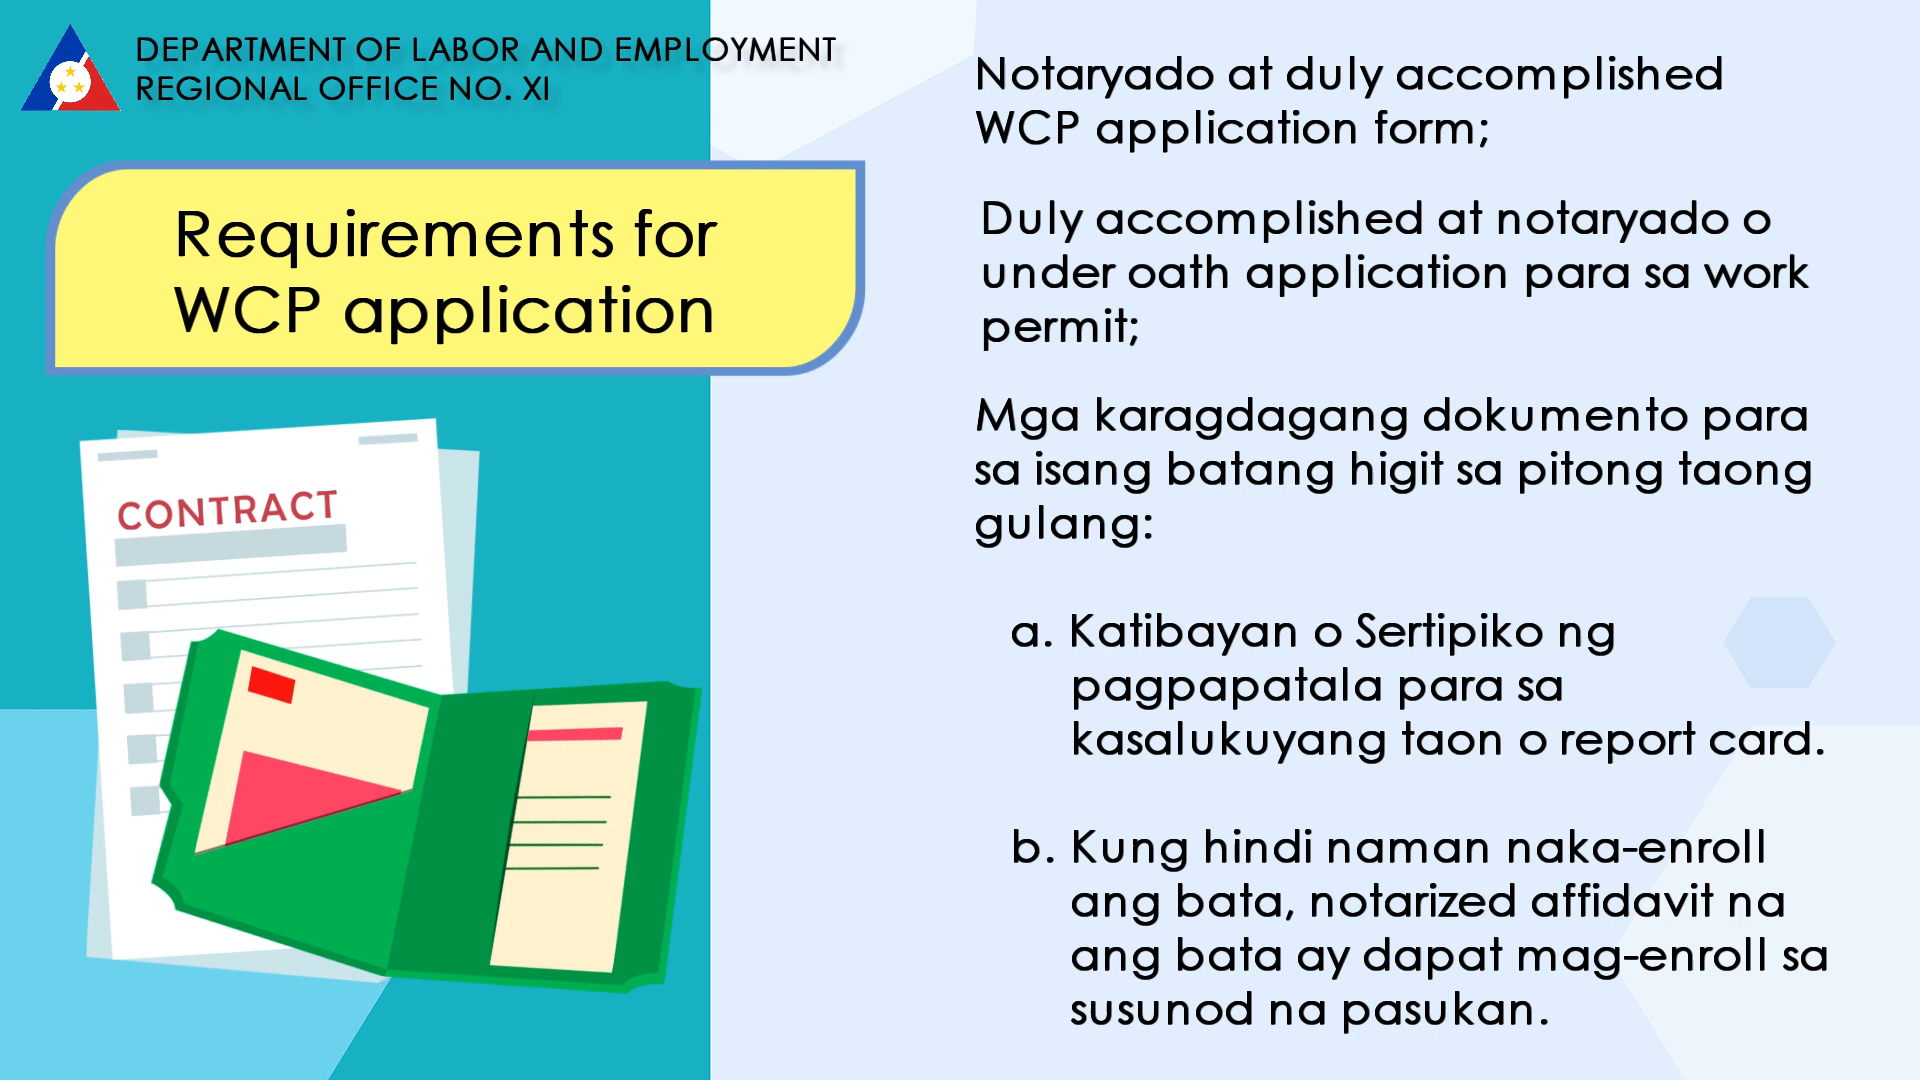 DEPARTMENT OF LABOR AND EMPLOYMENT
REGIONAL OFFICE NO. XI
Requirements for
WCP application
CONTRACT
Notaryado at duly accomplished
WCP application form;
Duly accomplished at notaryado o
under oath application para sa work
permit;
Mga karagdagang dokumento para
sa isang batang higit sa pitong taong
gulang:
a. Katibayan o Sertipiko ng
pagpapatala para sa
kasalukuyang taon o report card.
b. Kung hindi naman naka-enroll
ang bata, notarized affidavit na
ang bata ay dapat mag-enroll sa
susunod na pasukan.